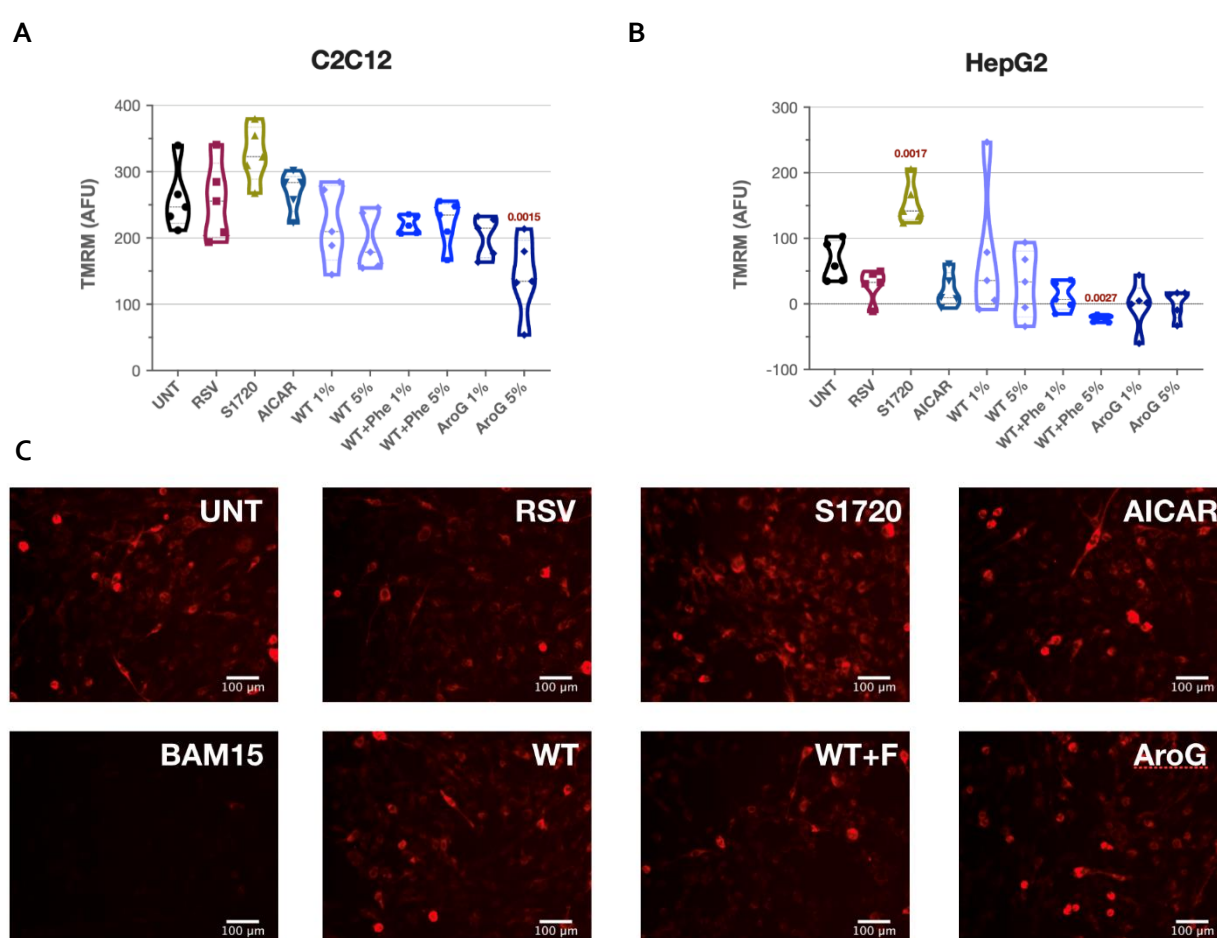 A
C2C12
TMRM (AFU)
400
300
200
100
0
0.0015
UNT
RSV
S1720
AICAR
WT 1%
WT 5%
WT+Phe 1%
WT+Phe 5%
AroG 1%
AroG 5%
B
HepG2
TMRM (AFU)
300
200
100
0
-100
0.0017
0.0027
UNT
RSV
S1720
AICAR
WT 1%
WT 5%
WT+Phe 1%
WT+Phe 5%
AroG 1%
AroG 5%
C
UNT
100 µm
RSV
100 µm
S1720
100 µm
AICAR
100 µm
BAM15
100 µm
WT
100 µm
WT+F
100 µm
AroG
100 µm